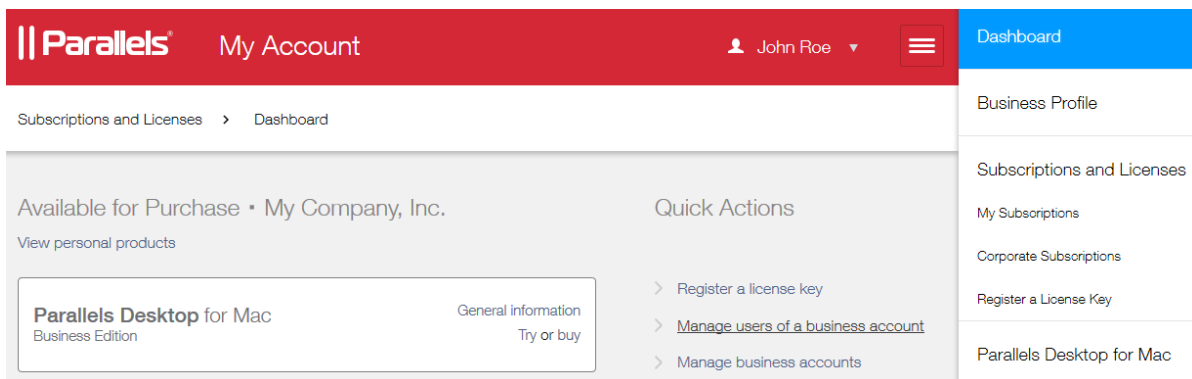 || Parallels® My Account John Roe ▼
Subscriptions and Licenses > Dashboard
Available for Purchase • My Company, Inc.
View personal products
Parallels Desktop for Mac
Business Edition
General information
Try or buy
Quick Actions
> Register a license key
> Manage users of a business account
> Manage business accounts
Dashboard
Business Profile
Subscriptions and Licenses
My Subscriptions
Corporate Subscriptions
Register a License Key
Parallels Desktop for Mac